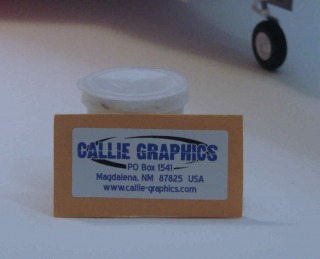 CALLIE GRAPHICS
PO Box 1541
Magdalena, NM 87825 USA
www.callie-graphics.com